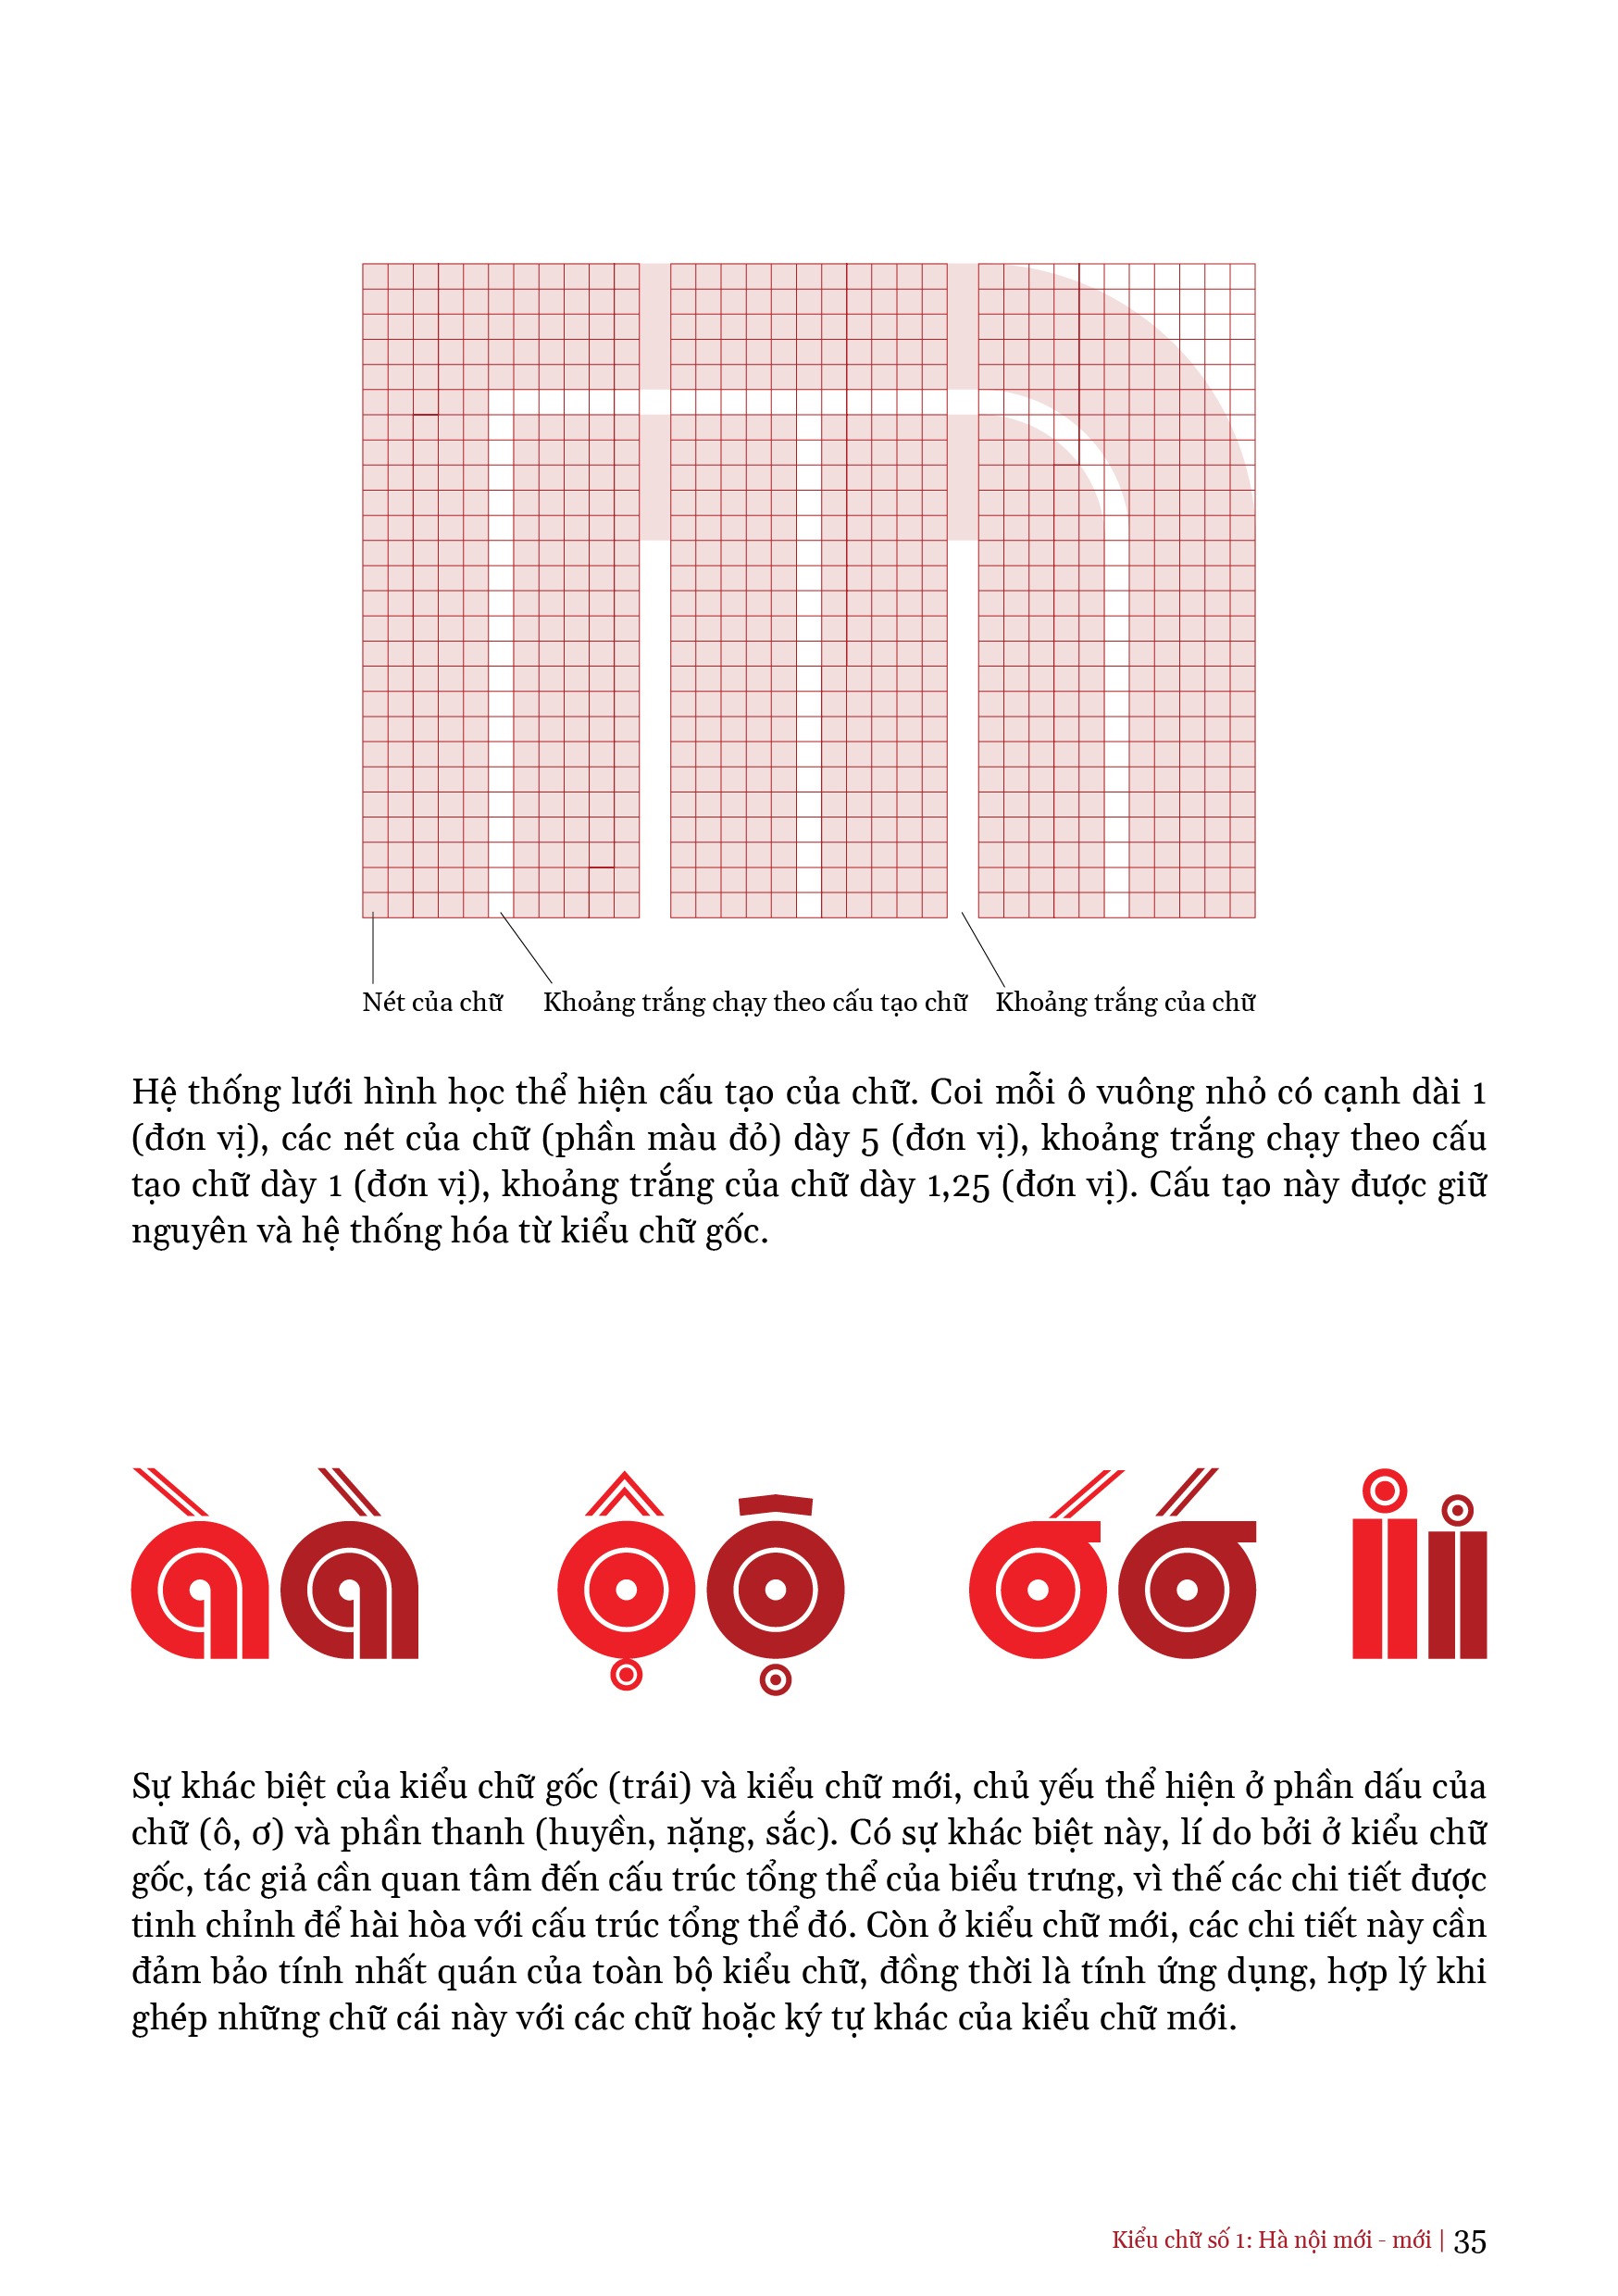 Nét của chữ
Khoảng trắng chạy theo cấu tạo chữ
Khoảng trắng của chữ
Hệ thống lưới hình học thể hiện cấu tạo của chữ. Coi mỗi ô vuông nhỏ có cạnh dài 1
(đơn vị), các nét của chữ (phần màu đỏ) dày 5 (đơn vị), khoảng trắng chạy theo cấu
tạo chữ dày 1 (đơn vị), khoảng trắng của chữ dày 1,25 (đơn vị). Cấu tạo này được giữ
nguyên và hệ thống hóa từ kiểu chữ gốc.
àà ộộ ớớ ii
Sự khác biệt của kiểu chữ gốc (trái) và kiểu chữ mới, chủ yếu thể hiện ở phần dấu của
chữ (ô, ơ) và phần thanh (huyền, nặng, sắc). Có sự khác biệt này, lí do bởi ở kiểu chữ
gốc, tác giả cần quan tâm đến cấu trúc tổng thể của biểu trưng, vì thế các chi tiết được
tinh chỉnh để hài hòa với cấu trúc tổng thể đó. Còn ở kiểu chữ mới, các chi tiết này cần
đảm bảo tính nhất quán của toàn bộ kiểu chữ, đồng thời là tính ứng dụng, hợp lý khi
ghép những chữ cái này với các chữ hoặc ký tự khác của kiểu chữ mới.
Kiểu chữ số 1: Hà nội mới - mới | 35